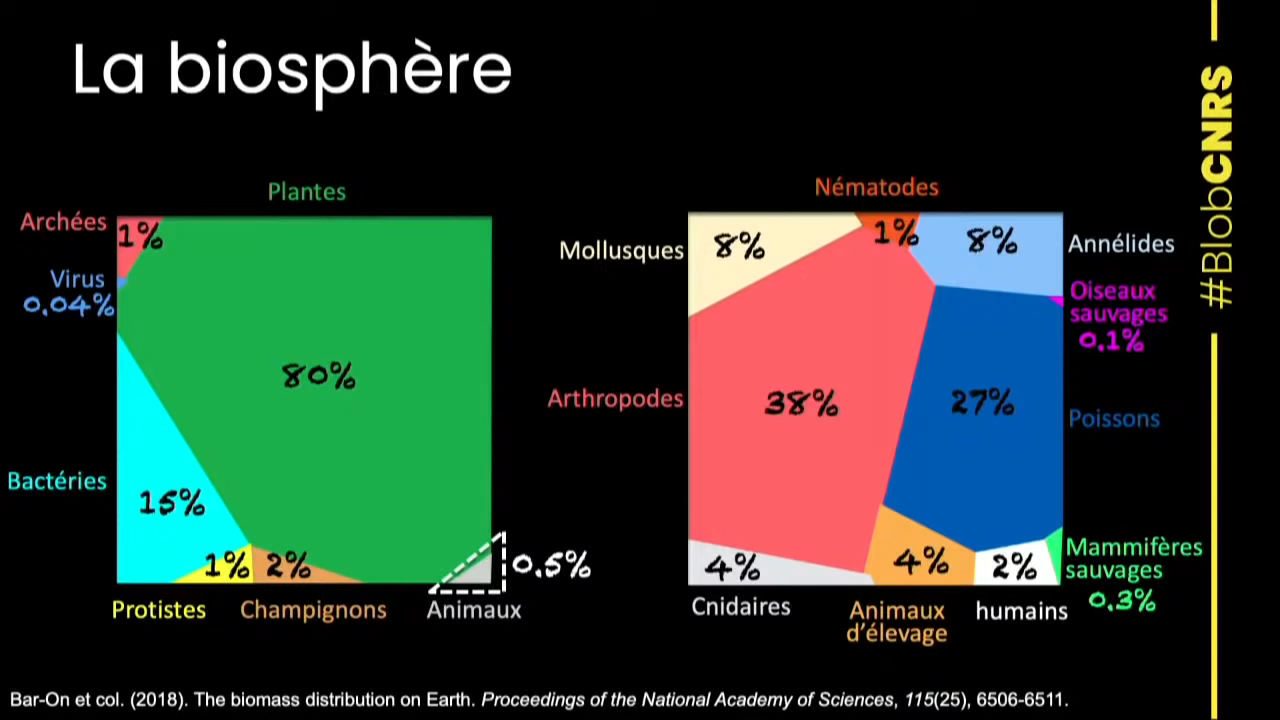 La biosphère
#BlobCNRS
Plantes
Archées
1%
Virus
0.04%
80%
Bactéries
15%
1%
2%
0.5%
Protistes
Champignons
Animaux
Nématodes
Mollusques
8%
1%
8%
Annélides
Oiseaux
sauvages
0.1%
Arthropodes
38%
27%
Poissons
4%
4%
2%
Mammifères
sauvages
0.3%
Cnidaires
Animaux
d'élevage
humains
Bar-On et col. (2018). The biomass distribution on Earth. Proceedings of the National Academy of Sciences, 115(25), 6506-6511.